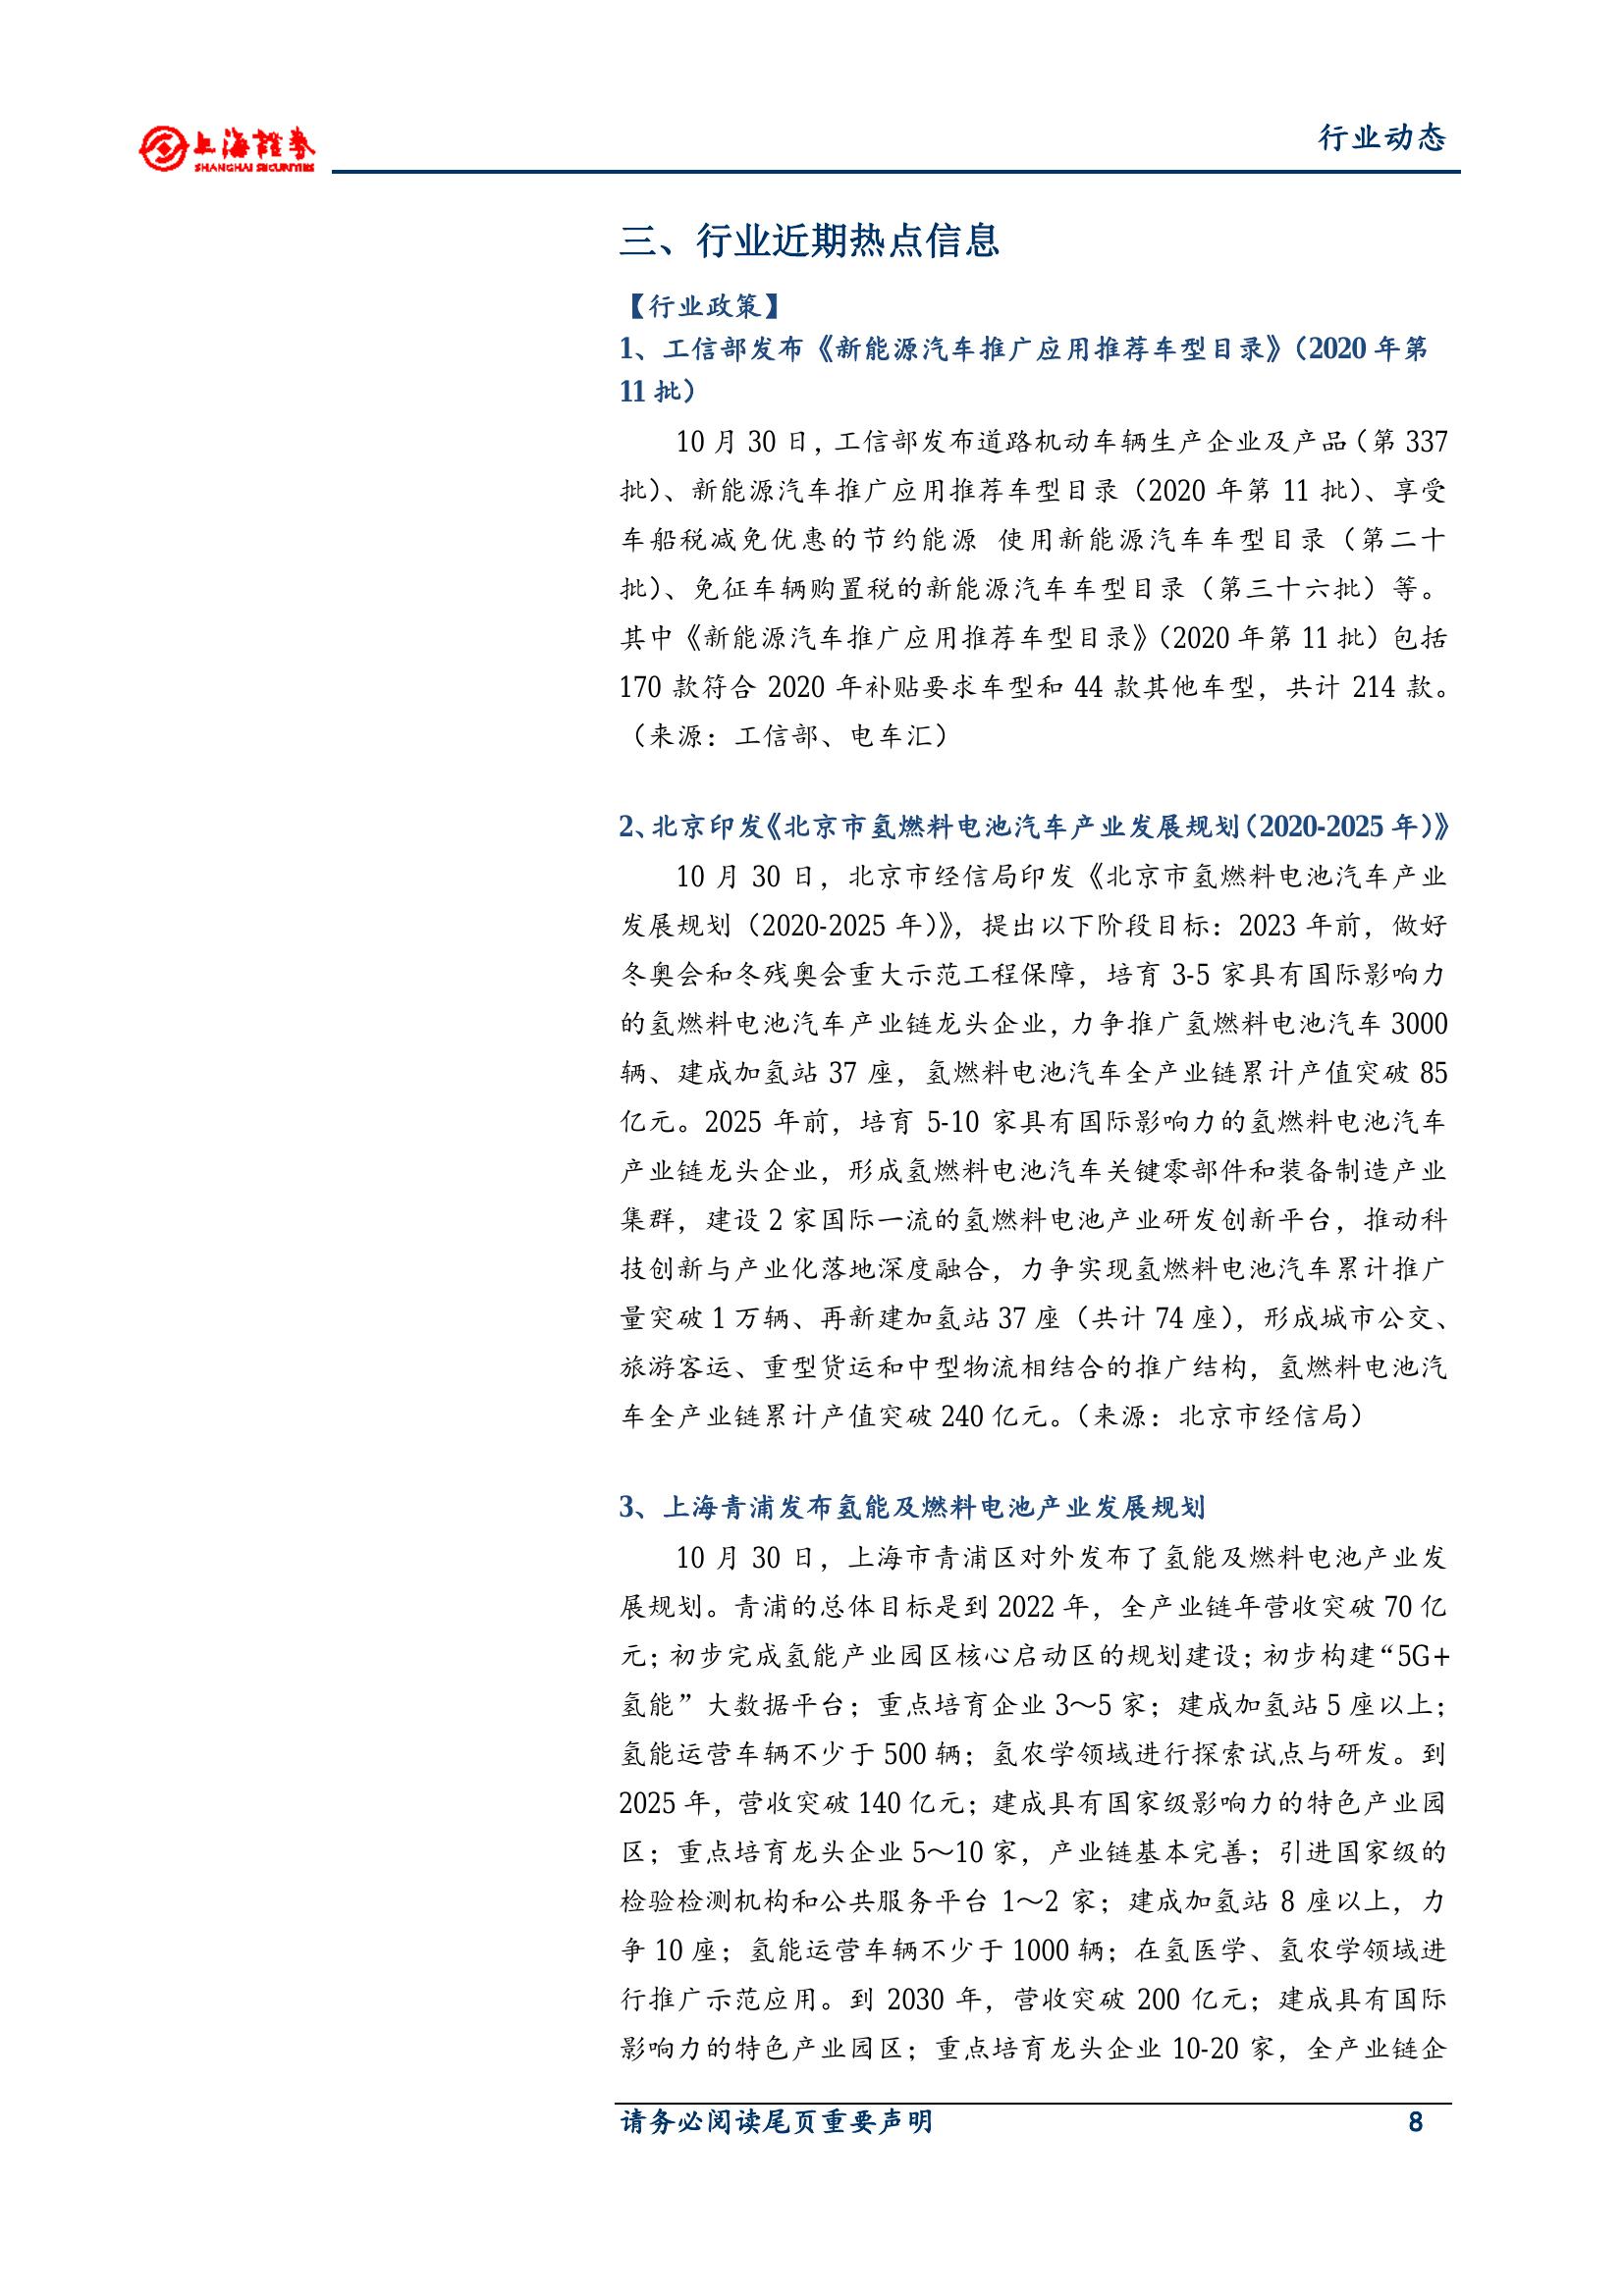 上海證券
SHANGHAI SECURITIES
行业动态
三、行业近期热点信息
【行业政策】
1、工信部发布《新能源汽车推广应用推荐车型目录》（2020 年第
11 批）
10 月 30 日，工信部发布道路机动车辆生产企业及产品（第 337
批）、新能源汽车推广应用推荐车型目录（2020 年第 11 批）、享受
车船税减免优惠的节约能源 使用新能源汽车车型目录（第二十
批）、免征车辆购置税的新能源汽车车型目录（第三十六批）等。
其中《新能源汽车推广应用推荐车型目录》（2020 年第 11 批）包括
170 款符合 2020 年补贴要求车型和 44 款其他车型，共计 214 款。
（来源：工信部、电车汇）
2、北京印发《北京市氢燃料电池汽车产业发展规划（2020-2025 年）》
10 月 30 日，北京市经信局印发《北京市氢燃料电池汽车产业
发展规划（2020-2025 年）》，提出以下阶段目标：2023 年前，做好
冬奥会和冬残奥会重大示范工程保障，培育 3-5 家具有国际影响力
的氢燃料电池汽车产业链龙头企业，力争推广氢燃料电池汽车 3000
辆、建成加氢站 37 座，氢燃料电池汽车全产业链累计产值突破 85
亿元。2025 年前，培育 5-10 家具有国际影响力的氢燃料电池汽车
产业链龙头企业，形成氢燃料电池汽车关键零部件和装备制造产业
集群，建设 2 家国际一流的氢燃料电池产业研发创新平台，推动科
技创新与产业化落地深度融合，力争实现氢燃料电池汽车累计推广
量突破 1 万辆、再新建加氢站 37 座（共计 74 座），形成城市公交、
旅游客运、重型货运和中型物流相结合的推广结构，氢燃料电池汽
车全产业链累计产值突破 240 亿元。（来源：北京市经信局）
3、上海青浦发布氢能及燃料电池产业发展规划
10 月 30 日，上海市青浦区对外发布了氢能及燃料电池产业发
展规划。青浦的总体目标是到 2022 年，全产业链年营收突破 70 亿
元；初步完成氢能产业园区核心启动区的规划建设；初步构建“5G+
氢能”大数据平台；重点培育企业 3～5 家；建成加氢站 5 座以上；
氢能运营车辆不少于 500 辆；氢农学领域进行探索试点与研发。到
2025 年，营收突破 140 亿元；建成具有国家级影响力的特色产业园
区；重点培育龙头企业 5～10 家，产业链基本完善；引进国家级的
检验检测机构和公共服务平台 1～2 家；建成加氢站 8 座以上，力
争 10 座；氢能运营车辆不少于 1000 辆；在氢医学、氢农学领域进
行推广示范应用。到 2030 年，营收突破 200 亿元；建成具有国际
影响力的特色产业园区；重点培育龙头企业 10-20 家，全产业链企
请务必阅读尾页重要声明
8